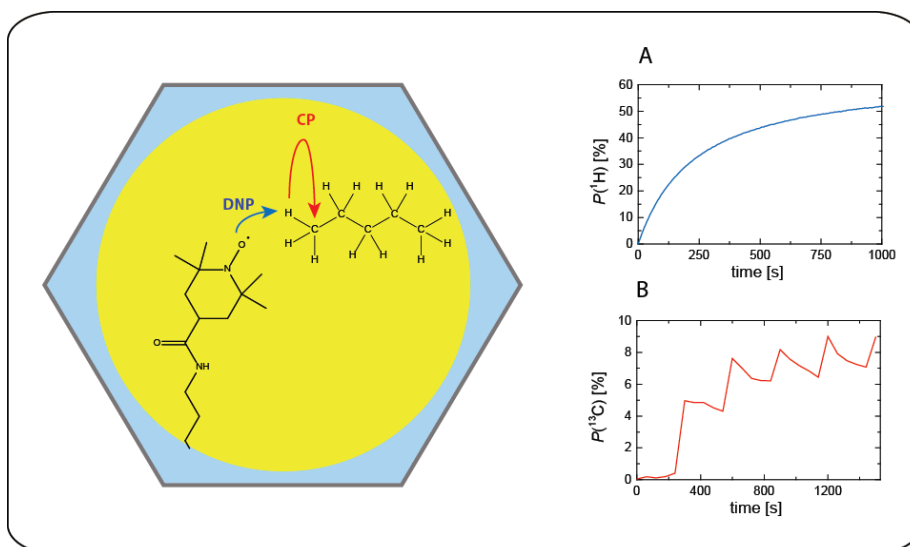 CP
DNP
H H H H H
C C C C C
H H H H H H H
O•
N
O
NH
A
P(¹H) [%]
60
50
40
30
20
10
0
0 250 500 750 1000
time [s]
B
P(¹³C) [%]
10
8
6
4
2
0
0 400 800 1200
time [s]